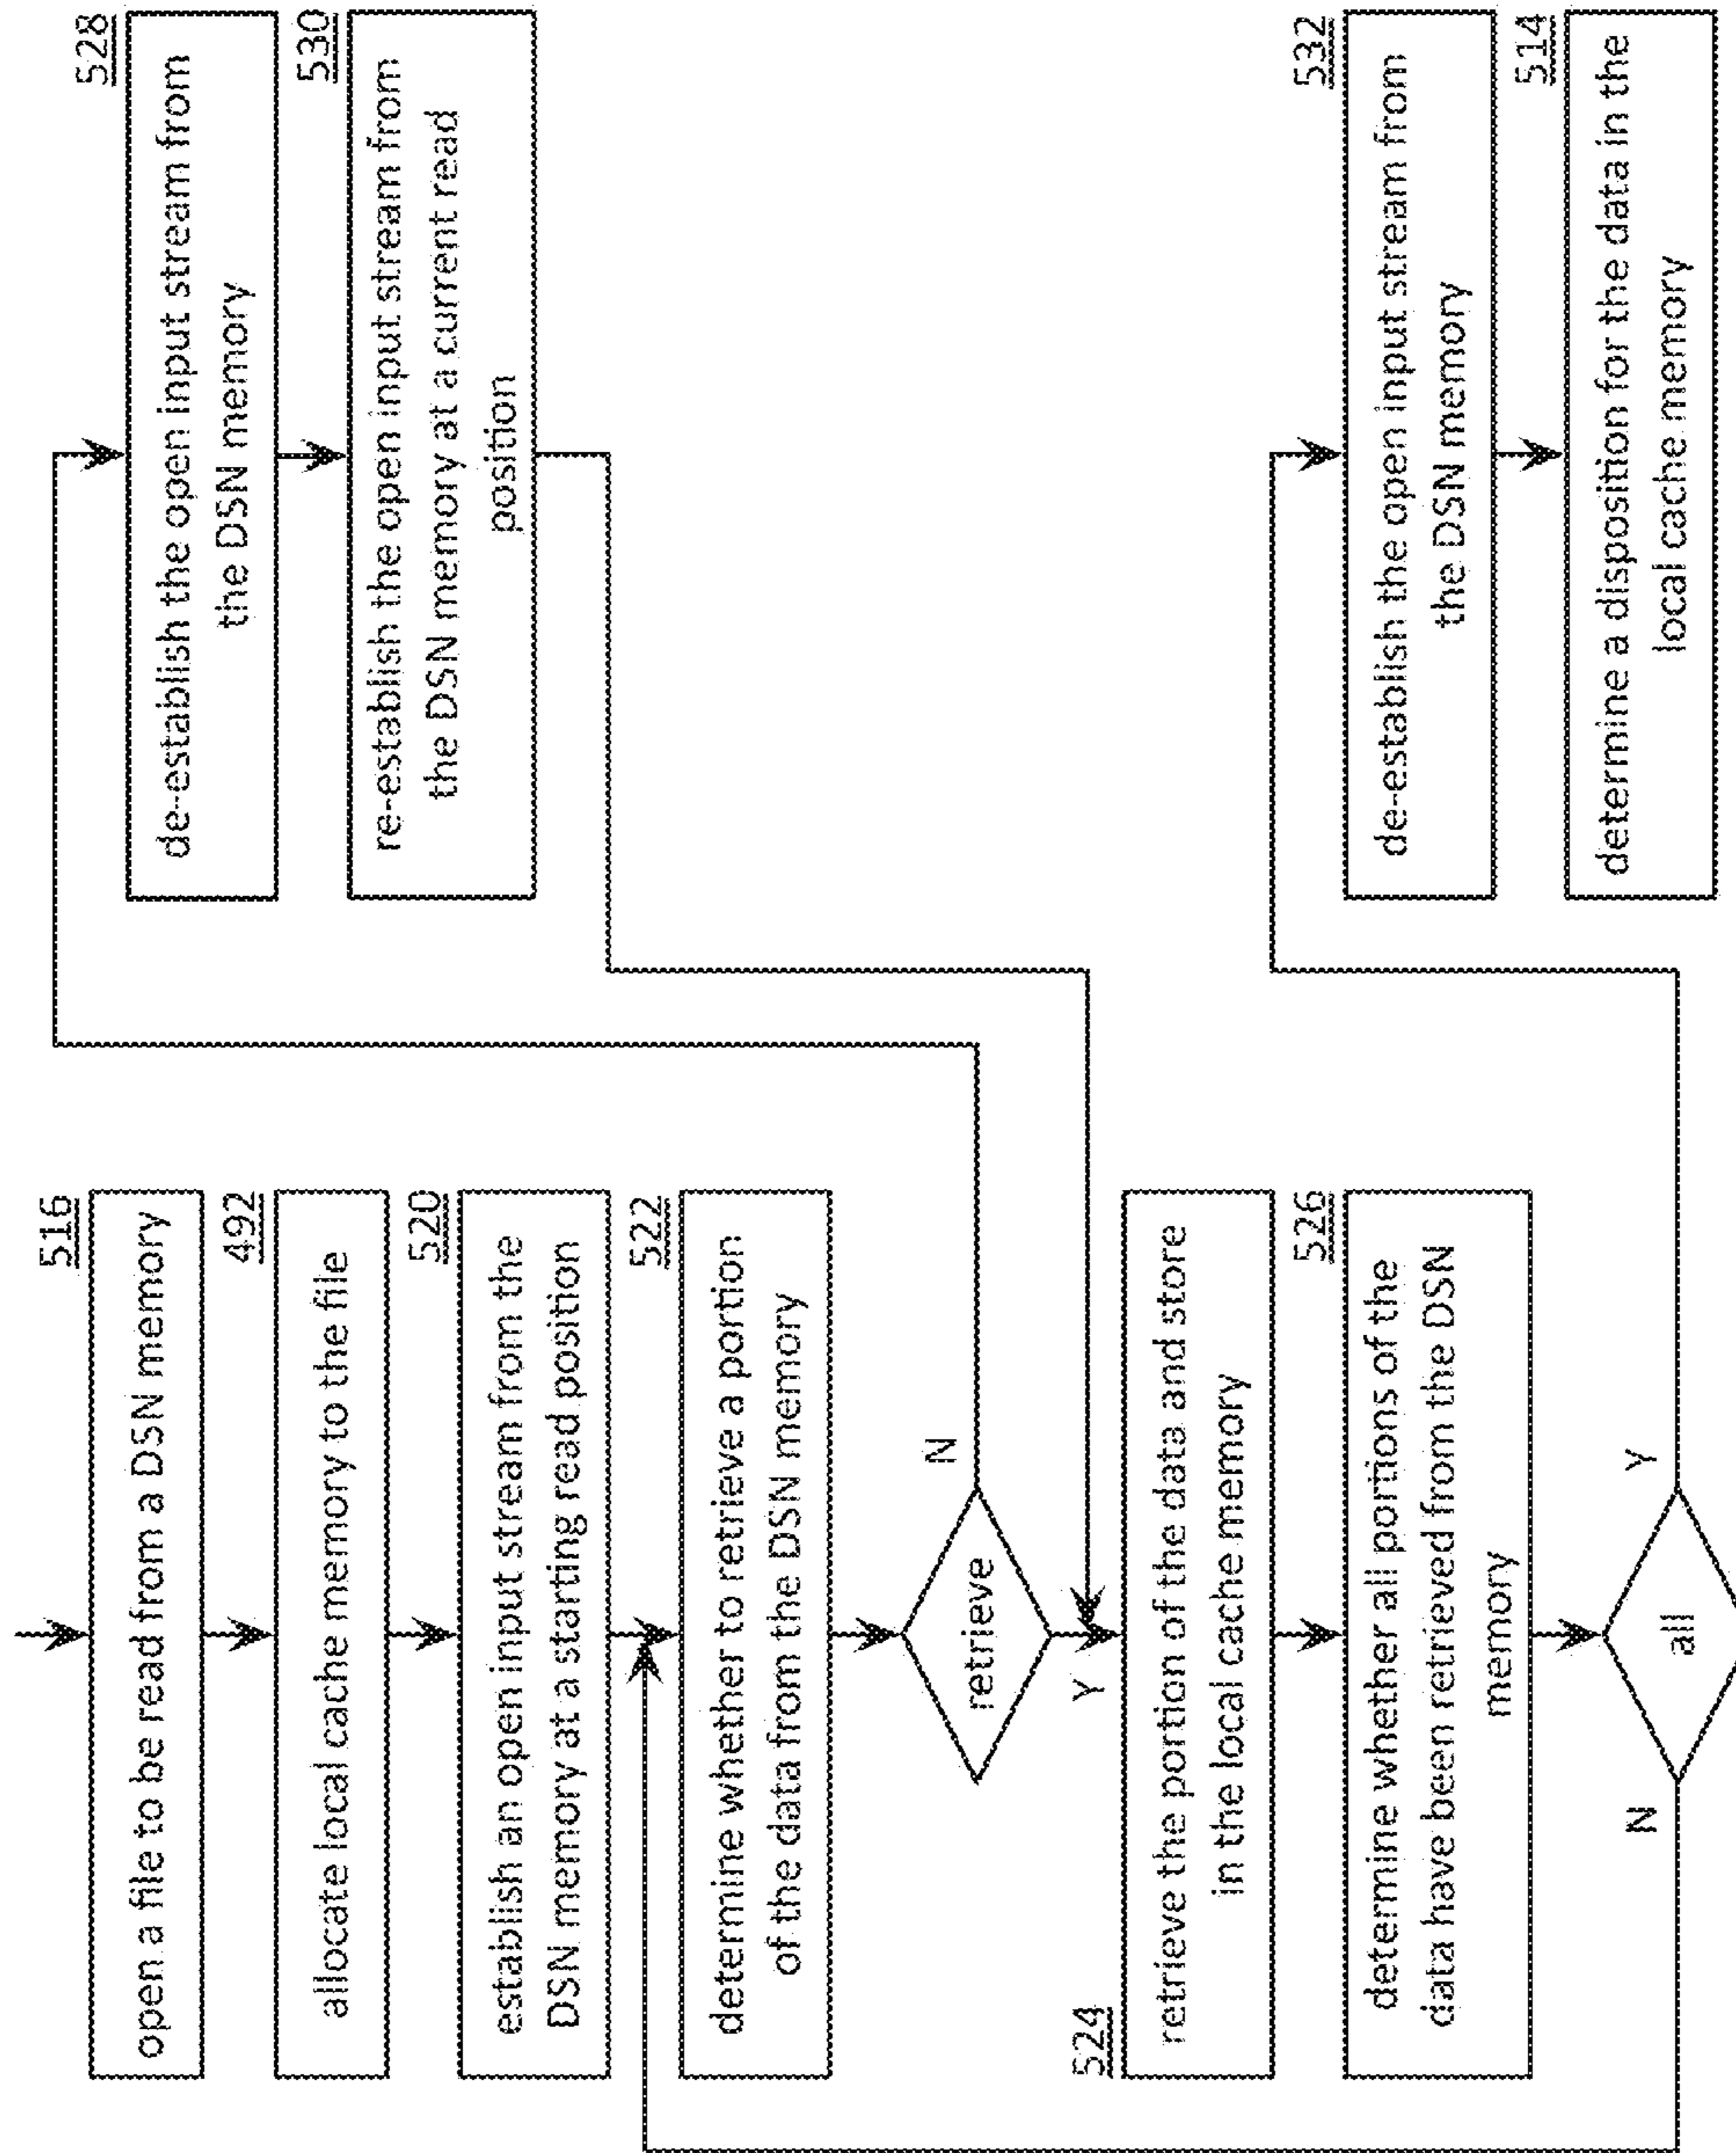 516
open a file to be read from a DSN memory
492
allocate local cache memory to the file
520
establish an open input stream from the
DSN memory at a starting read position
522
determine whether to retrieve a portion
of the data from the DSN memory
retrieve
N
Y
524
retrieve the portion of the data and store
in the local cache memory
526
determine whether all portions of the
data have been retrieved from the DSN
memory
all
N
Y
528
de-establish the open input stream from
the DSN memory
530
re-establish the open input stream from
the DSN memory at a current read
position
532
de-establish the open input stream from
the DSN memory
514
determine a disposition for the data in the
local cache memory